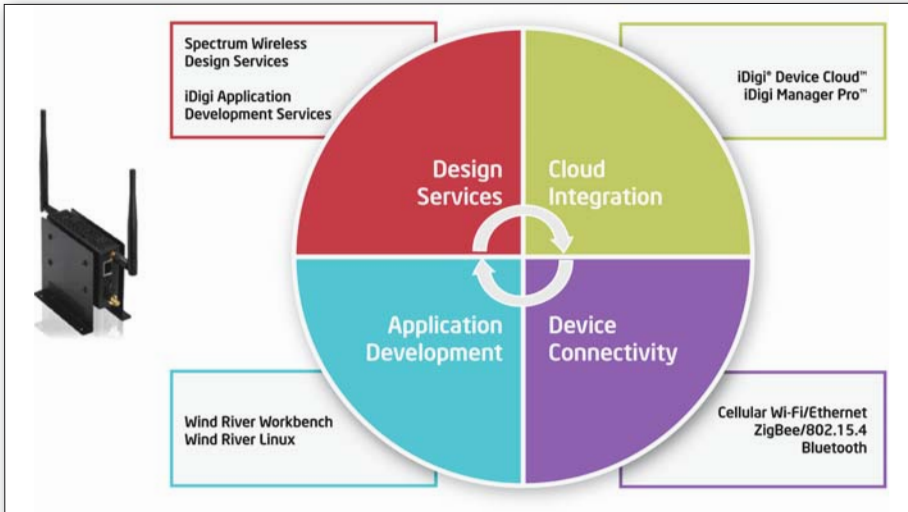 Spectrum Wireless
Design Services
iDigi Application
Development Services
iDigi® Device Cloud™
iDigi Manager Pro™
Design
Services
Cloud
Integration
Application
Development
Device
Connectivity
Wind River Workbench
Wind River Linux
Cellular Wi-Fi/Ethernet
ZigBee/802.15.4
Bluetooth